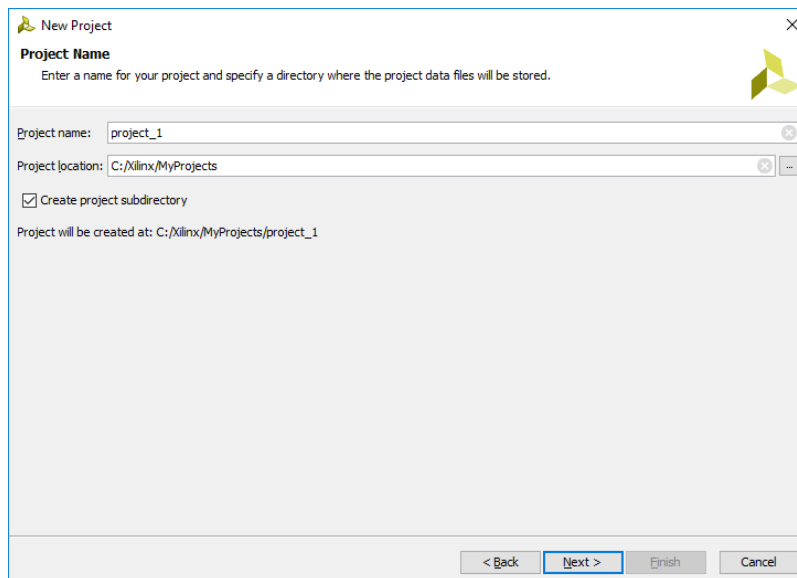 New Project
Project Name
Enter a name for your project and specify a directory where the project data files will be stored.
Project name: project_1
Project location: C:/Xilinx/MyProjects ...
Create project subdirectory
Project will be created at: C:/Xilinx/MyProjects/project_1
< Back Next > Finish Cancel